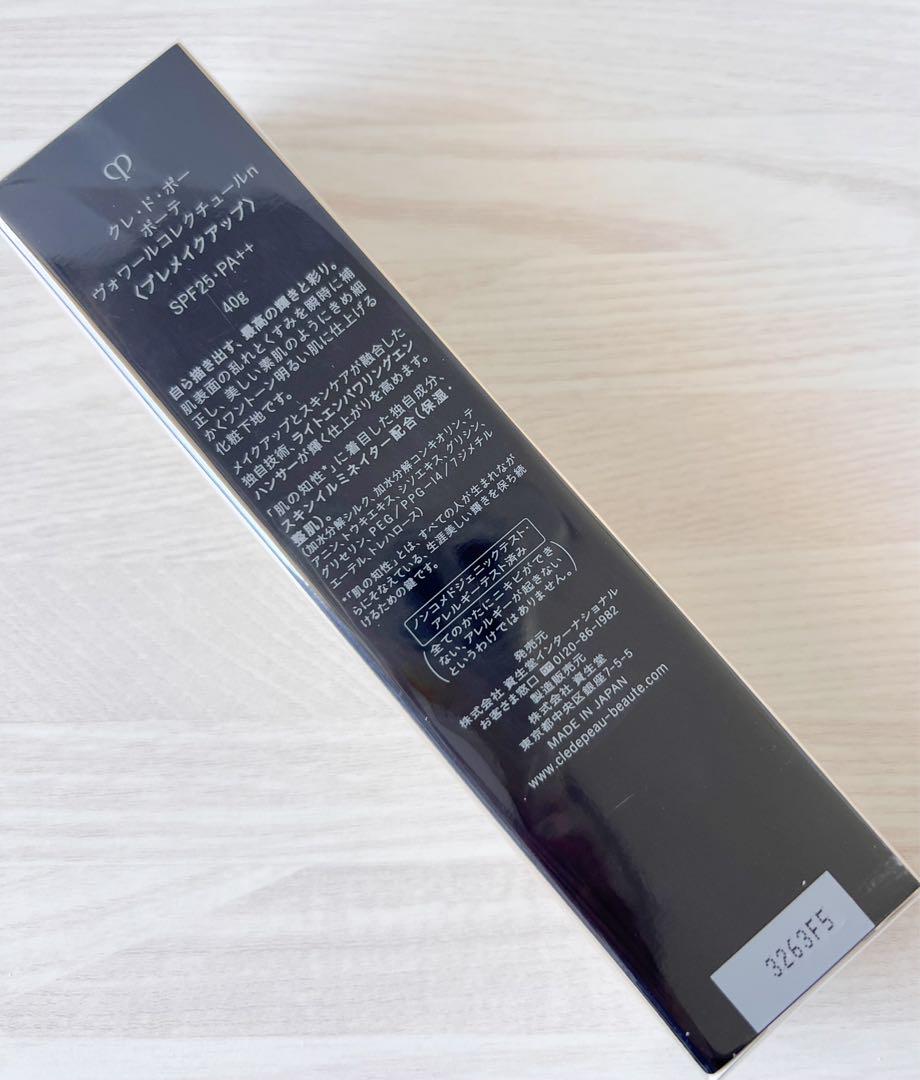 クレ・ド・ポー
ボーテ
ヴォワールコレクチュールn
〈プレメイクアップ〉
SPF25・PA++
40g
自ら描き出す、最高の輝きと彩り。
肌表面の乱れとくすみを瞬時に補
正し、美しい素肌のようにきめ細
かくワントーン明るい肌に仕上げる
化粧下地です。
メイクアップとスキンケアが融合した
独自技術、ライトエンパワリングエン
ハンサーが輝く仕上がりを高めます。
「肌の知性*」に着目した独自成分、
スキンイルミネイター配合(保湿・
整肌)。
(加水分解シルク、加水分解コンキオリン、テ
アニン、トウキエキス、シソエキス、グリシン、
グリセリン、PEG/PPG-14/7ジメチル
エーテル、トレハロース)
*「肌の知性」とは、すべての人が生まれなが
らにそなえている、生涯美しい輝きを保ち続
けるための鍵です。
ノンコメドジェニックテスト・
アレルギーテスト済み
(全てのかたにニキビができ
ない、アレルギーが起きない
というわけではありません。)
発売元
株式会社 資生堂インターナショナル
お客さま窓口 0120-86-1982
製造販売元
株式会社 資生堂
東京都中央区銀座7-5-5
MADE IN JAPAN
www.cledepeau-beaute.com
3263F5